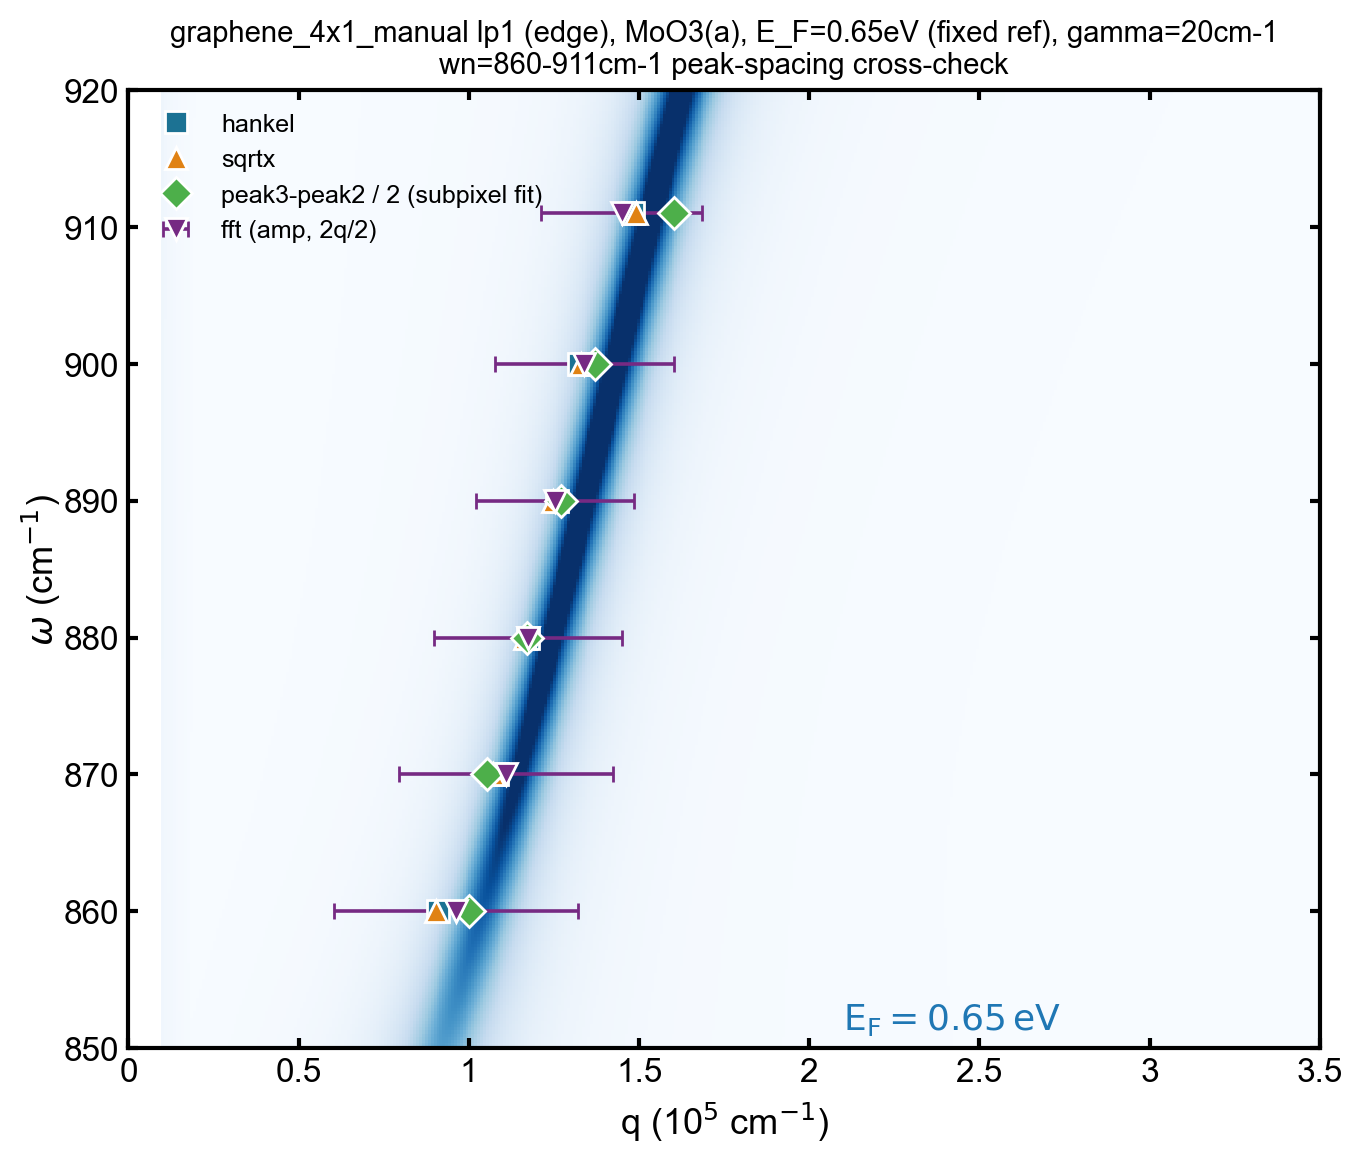 graphene_4x1_manual lp1 (edge), MoO3(a), E_F=0.65eV (fixed ref), gamma=20cm-1
wn=860-911cm-1 peak-spacing cross-check
920
910
900
890
880
870
860
850
ω (cm⁻¹)
hankel
sqrtx
peak3-peak2 / 2 (subpixel fit)
fft (amp, 2q/2)
E_F = 0.65 eV
0
0.5
1
1.5
2
2.5
3
3.5
q (10⁵ cm⁻¹)